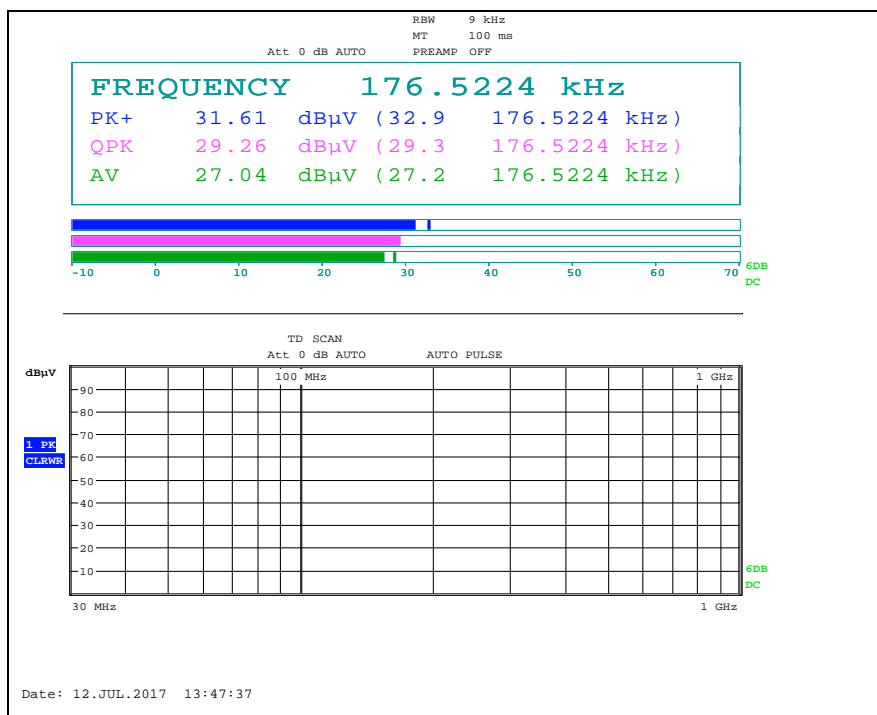 RBW 9 kHz
MT 100 ms
Att 0 dB AUTO PREAMP OFF
FREQUENCY 176.5224 kHz
PK+ 31.61 dBµV (32.9 176.5224 kHz)
QPK 29.26 dBµV (29.3 176.5224 kHz)
AV 27.04 dBµV (27.2 176.5224 kHz)
-10 0 10 20 30 40 50 60 70
6DB
DC
TD SCAN
Att 0 dB AUTO AUTO PULSE
dBµV
100 MHz 1 GHz
90
80
70
1 PK
CLRWR
60
50
40
30
20
10
6DB
DC
30 MHz 1 GHz
Date: 12.JUL.2017 13:47:37